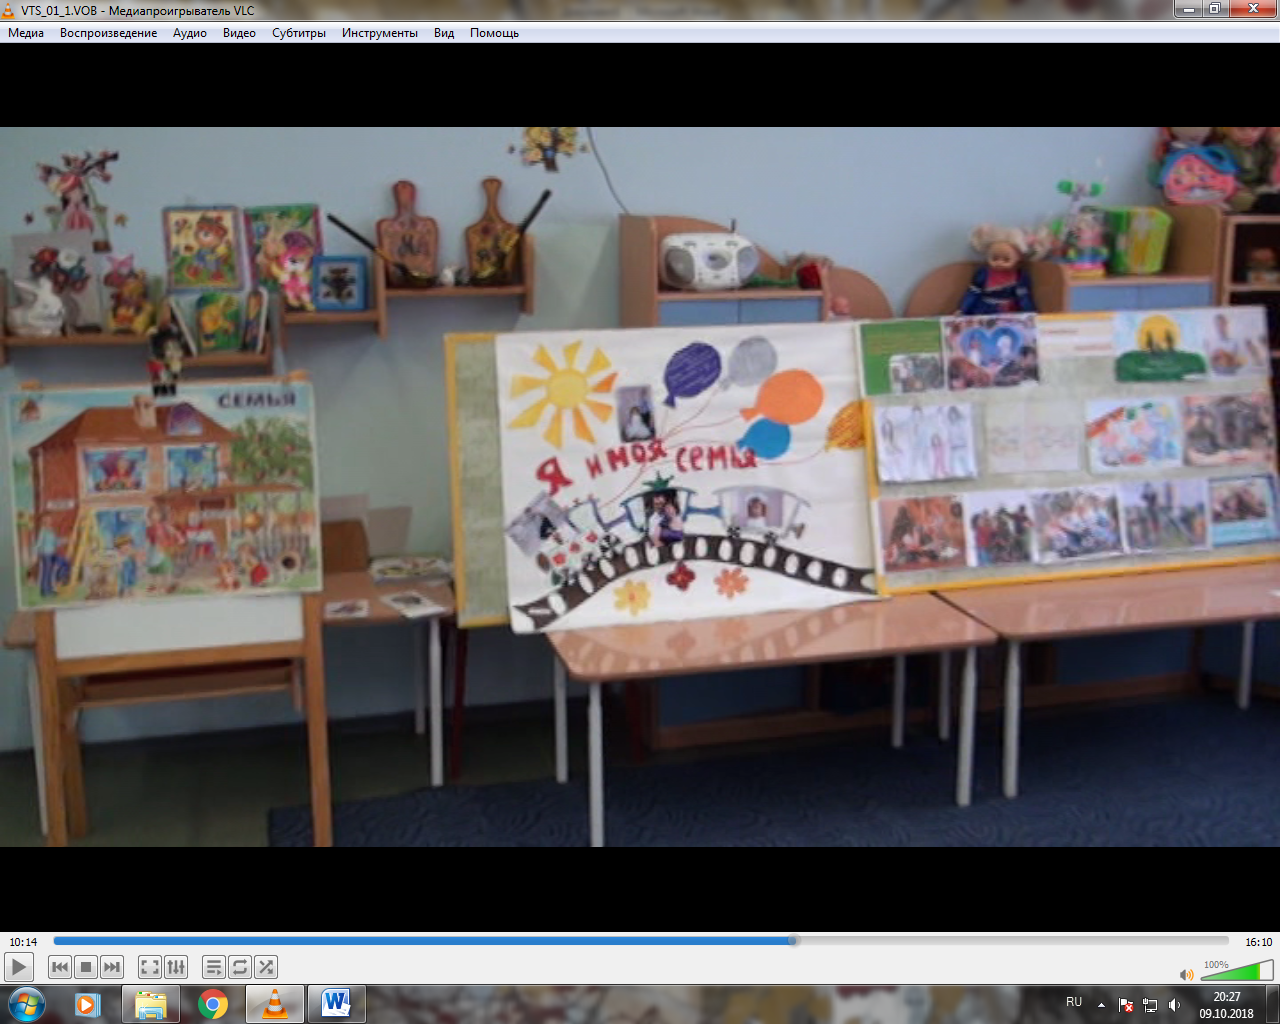 VTS_01_1.VOB - Медиапроигрыватель VLC
Медиа Воспроизведение Аудио Видео Субтитры Инструменты Вид Помощь
СЕМЬЯ
Я и моя семья
10:14
16:10
100%
RU
20:27
09.10.2018